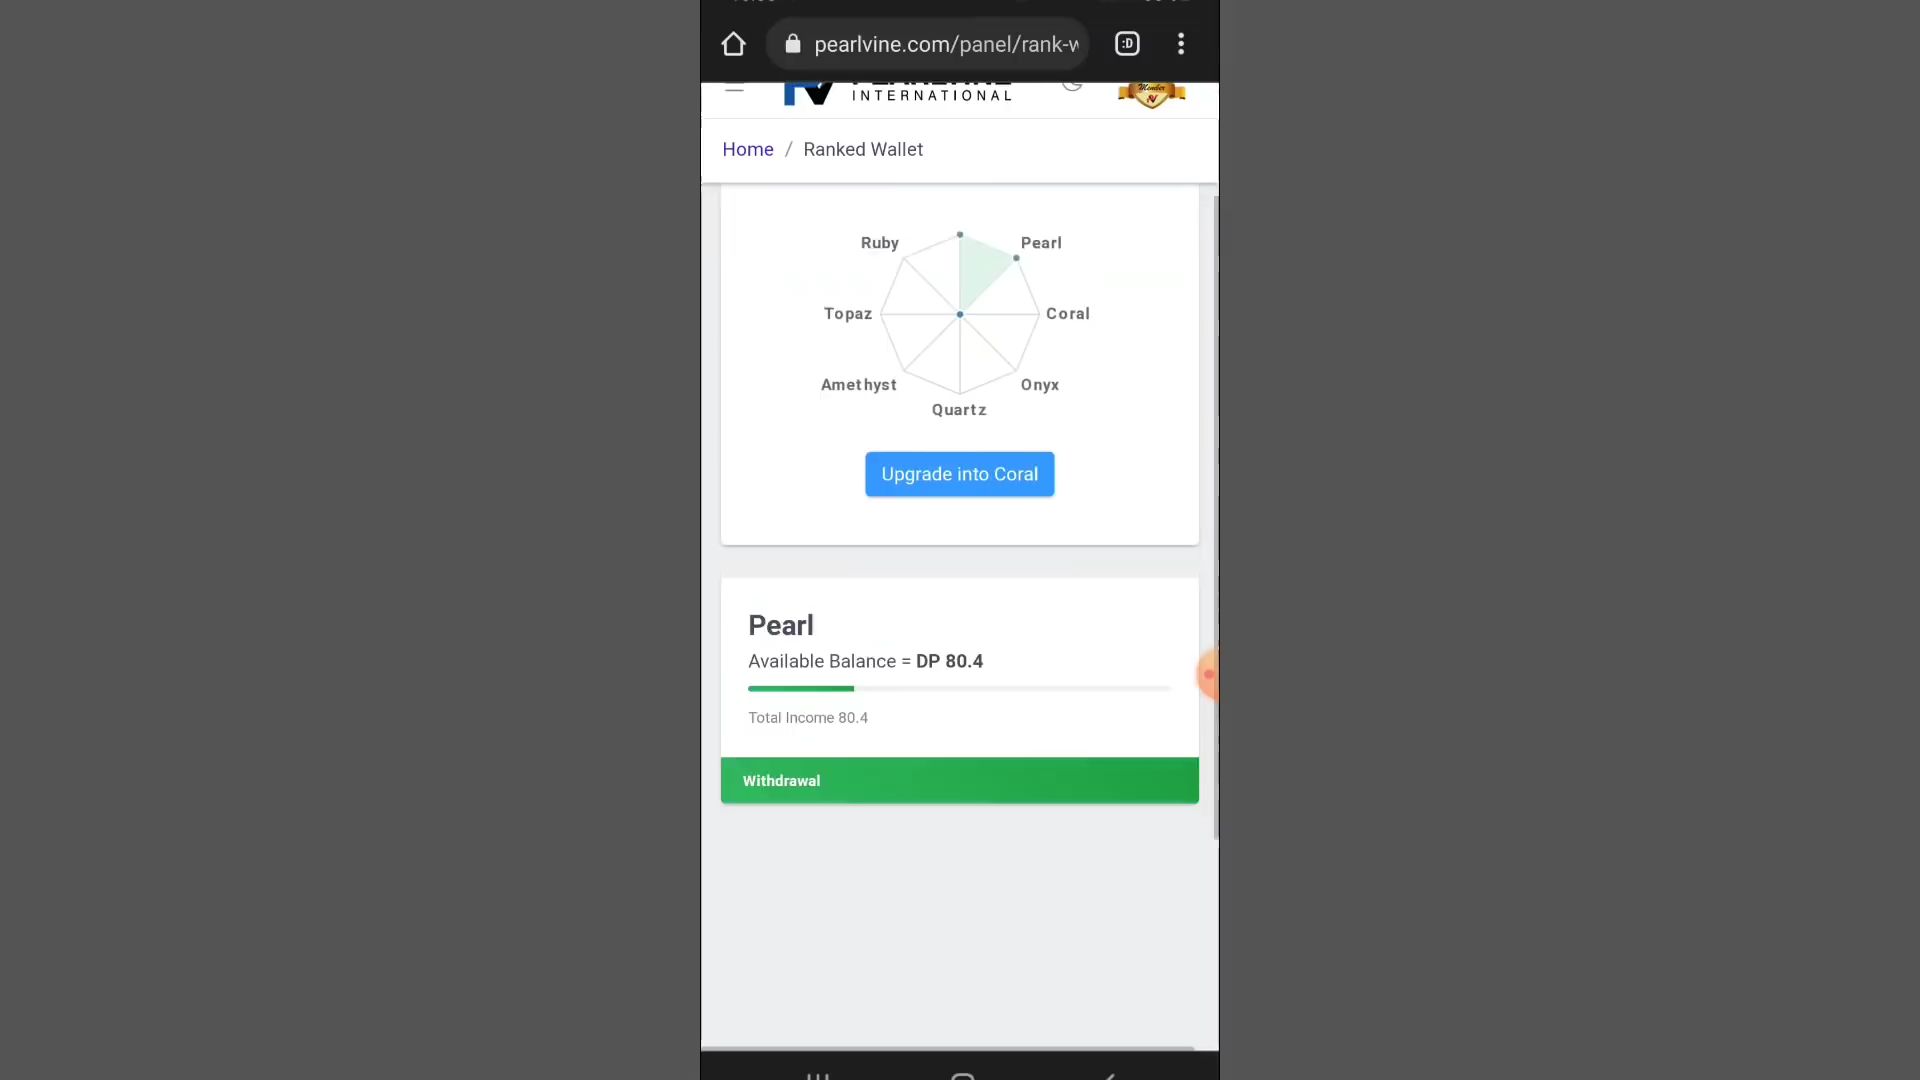 pearlvine.com/panel/rank-w
:D
INTERNATIONAL
Member
Home / Ranked Wallet
Ruby
Pearl
Topaz
Coral
Amethyst
Onyx
Quartz
Upgrade into Coral
Pearl
Available Balance = DP 80.4
Total Income 80.4
Withdrawal